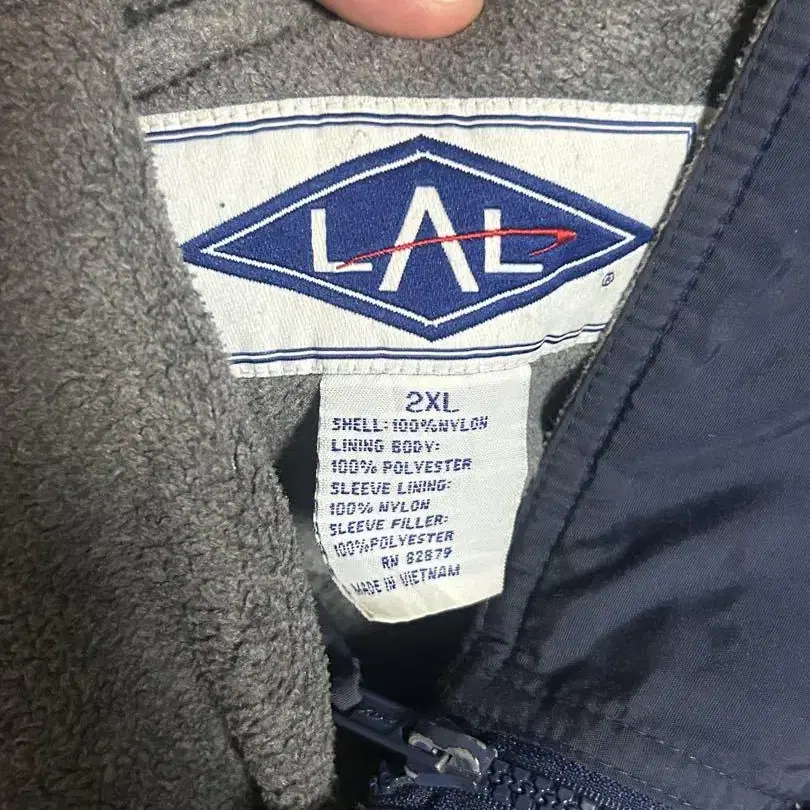 LAL
®
2XL
SHELL: 100%NYLON
LINING BODY:
100% POLYESTER
SLEEVE LINING:
100% NYLON
SLEEVE FILLER:
100%POLYESTER
RN 82879
MADE IN VIETNAM